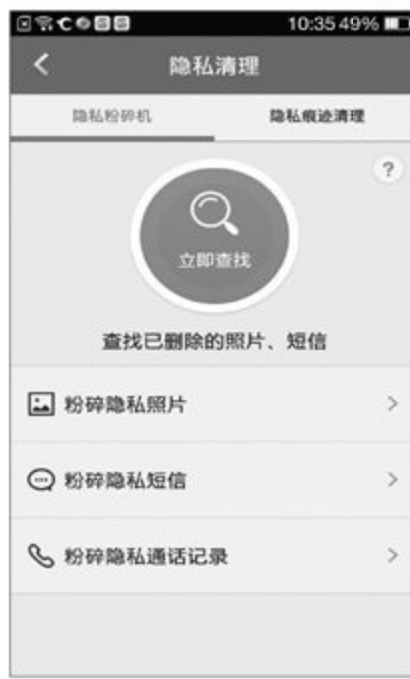 10:35 49%
隐私清理
隐私粉碎机 隐私痕迹清理
?
立即查找
查找已删除的照片、短信
粉碎隐私照片
粉碎隐私短信
粉碎隐私通话记录